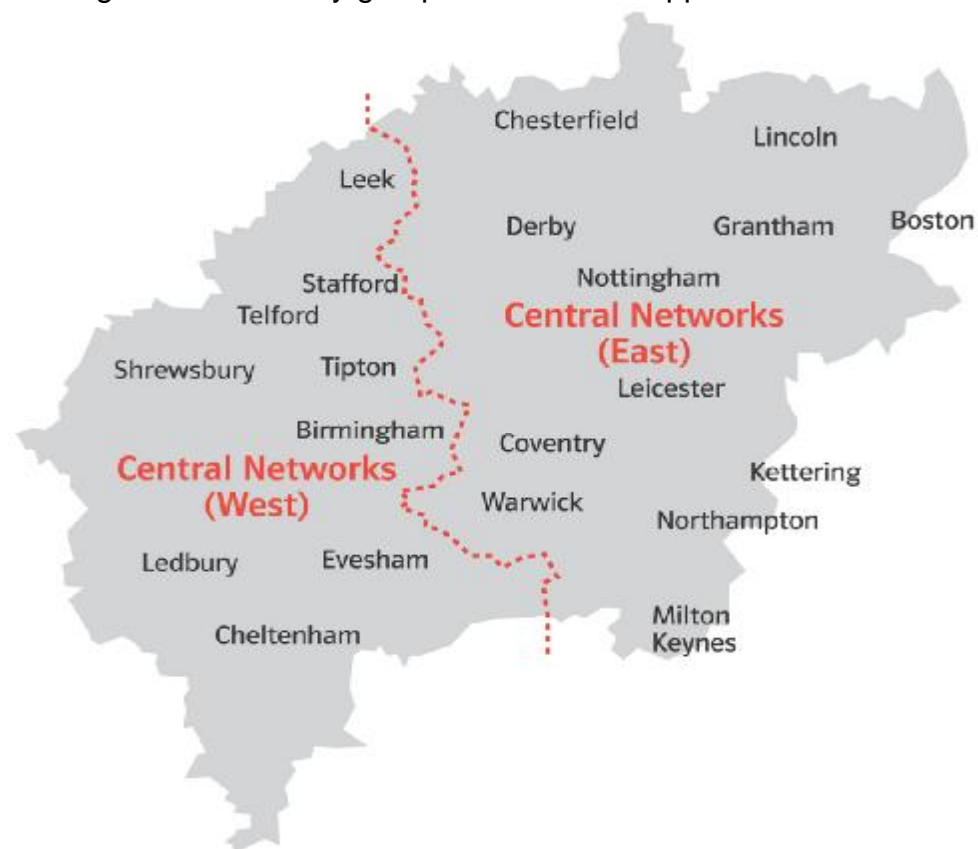 Chesterfield
Lincoln
Leek
Derby
Grantham
Boston
Nottingham
Stafford
Telford
Central Networks
(East)
Shrewsbury
Tipton
Leicester
Birmingham
Coventry
Central Networks
(West)
Kettering
Warwick
Northampton
Ledbury
Evesham
Cheltenham
Milton
Keynes